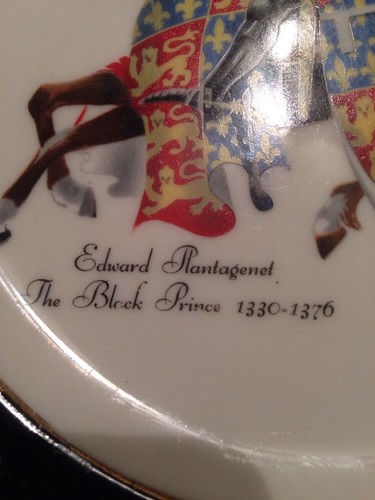 Edward Plantagenet
The Black Prince 1330-1376